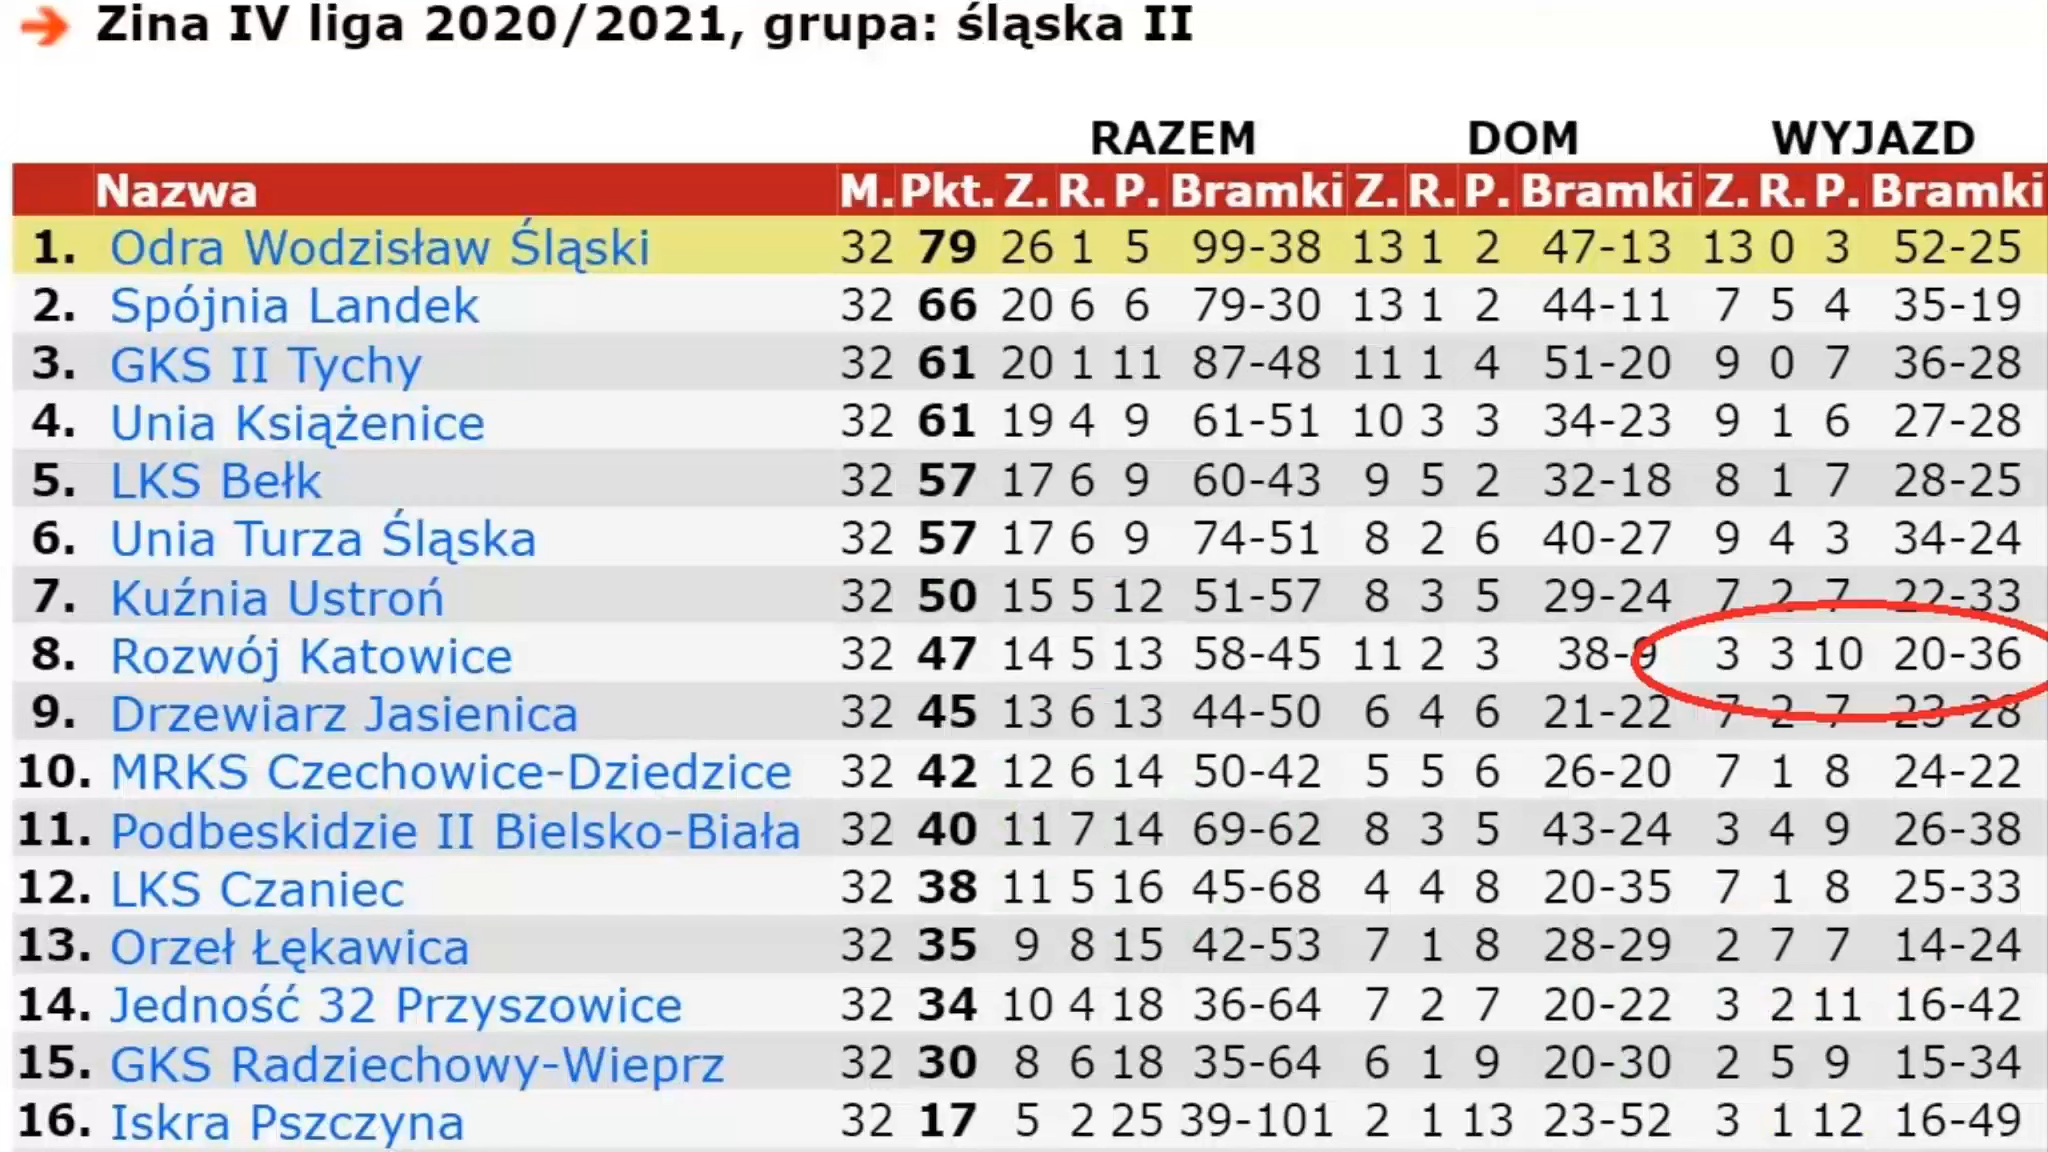 Zina IV liga 2020/2021, grupa: śląska II
RAZEM DOM WYJAZD
Nazwa M. Pkt. Z. R. P. Bramki Z. R. P. Bramki Z. R. P. Bramki
1. Odra Wodzisław Śląski 32 79 26 1 5 99-38 13 1 2 47-13 13 0 3 52-25
2. Spójnia Landek 32 66 20 6 6 79-30 13 1 2 44-11 7 5 4 35-19
3. GKS II Tychy 32 61 20 1 11 87-48 11 1 4 51-20 9 0 7 36-28
4. Unia Książenice 32 61 19 4 9 61-51 10 3 3 34-23 9 1 6 27-28
5. LKS Bełk 32 57 17 6 9 60-43 9 5 2 32-18 8 1 7 28-25
6. Unia Turza Śląska 32 57 17 6 9 74-51 8 2 6 40-27 9 4 3 34-24
7. Kuźnia Ustroń 32 50 15 5 12 51-57 8 3 5 29-24 7 2 7 22-33
8. Rozwój Katowice 32 47 14 5 13 58-45 11 2 3 38-9 3 3 10 20-36
9. Drzewiarz Jasienica 32 45 13 6 13 44-50 6 4 6 21-22 7 2 7 23-28
10. MRKS Czechowice-Dziedzice 32 42 12 6 14 50-42 5 5 6 26-20 7 1 8 24-22
11. Podbeskidzie II Bielsko-Biała 32 40 11 7 14 69-62 8 3 5 43-24 3 4 9 26-38
12. LKS Czaniec 32 38 11 5 16 45-68 4 4 8 20-35 7 1 8 25-33
13. Orzeł Łękawica 32 35 9 8 15 42-53 7 1 8 28-29 2 7 7 14-24
14. Jedność 32 Przyszowice 32 34 10 4 18 36-64 7 2 7 20-22 3 2 11 16-42
15. GKS Radziechowy-Wieprz 32 30 8 6 18 35-64 6 1 9 20-30 2 5 9 15-34
16. Iskra Pszczyna 32 17 5 2 25 39-101 2 1 13 23-52 3 1 12 16-49